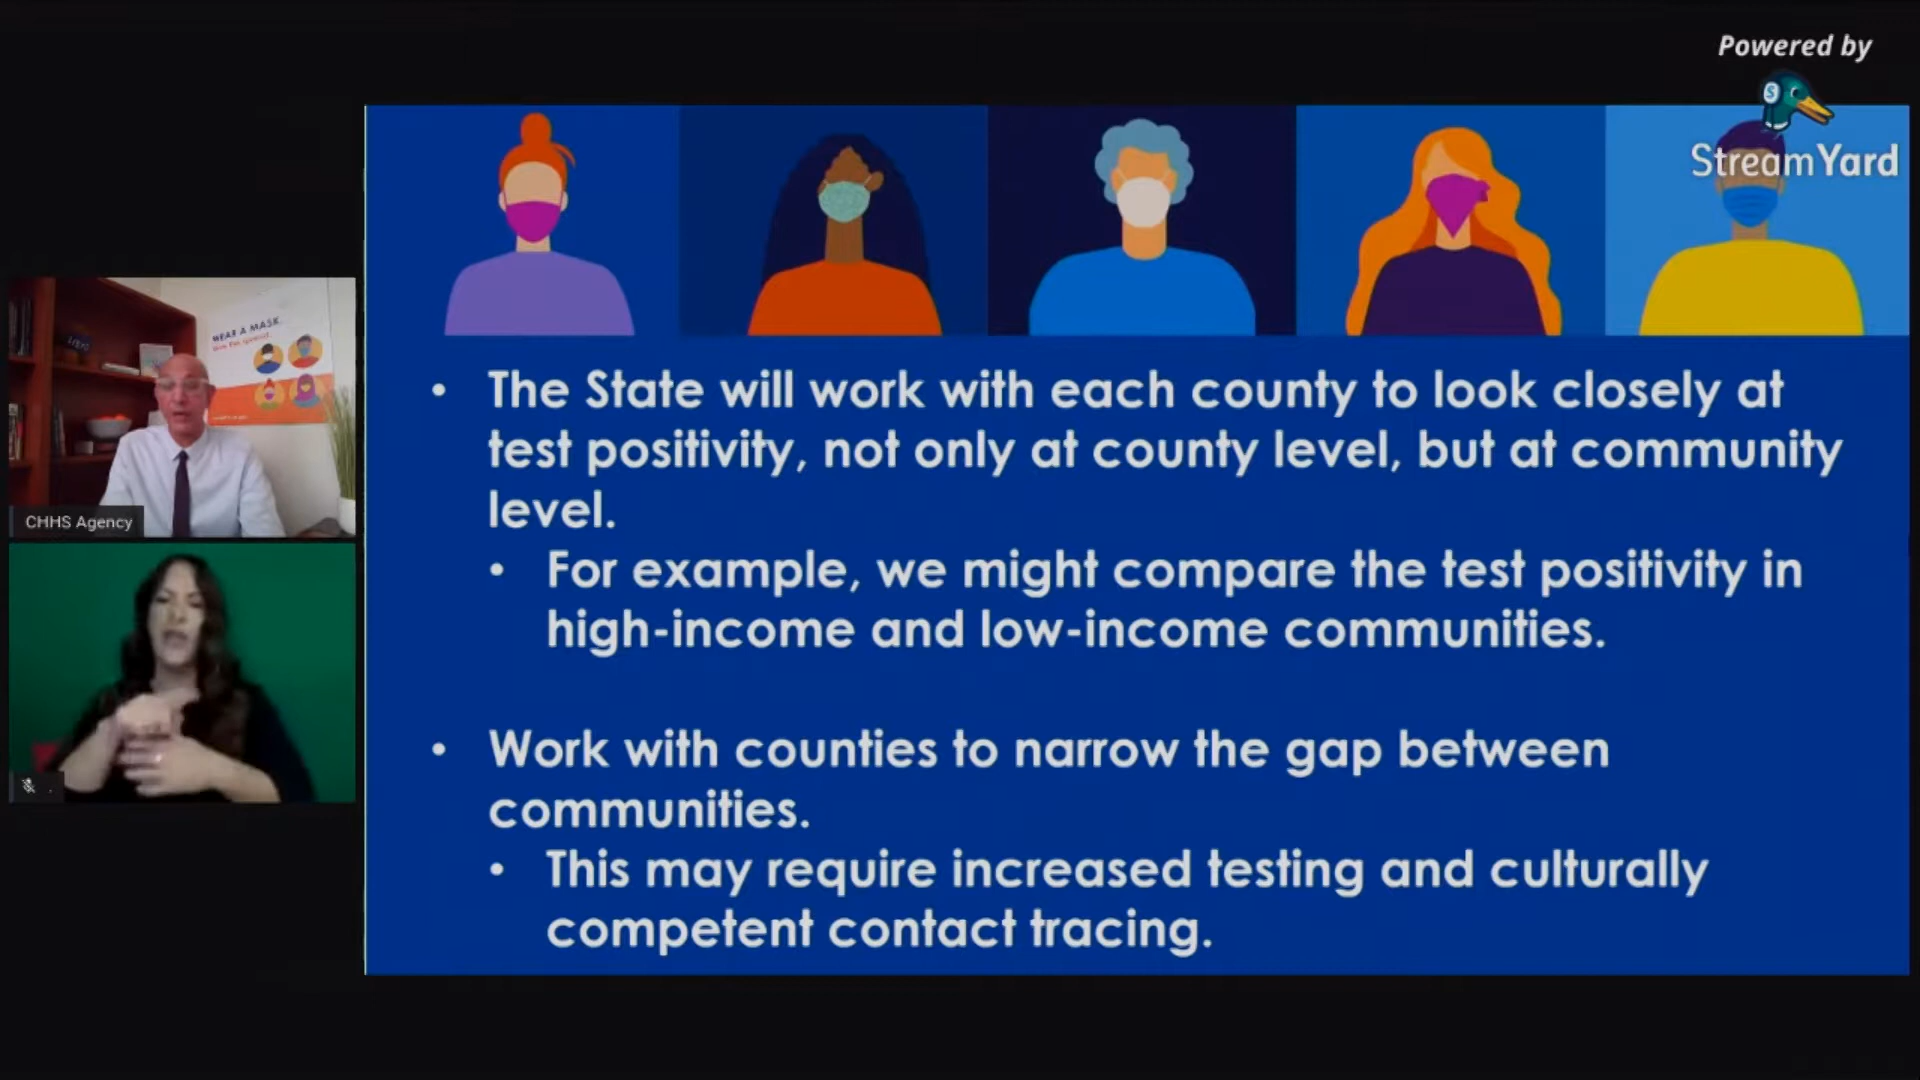 Powered by
StreamYard
WEAR A MASK.
CHHS Agency
• The State will work with each county to look closely at
test positivity, not only at county level, but at community
level.
• For example, we might compare the test positivity in
high-income and low-income communities.
• Work with counties to narrow the gap between
communities.
• This may require increased testing and culturally
competent contact tracing.